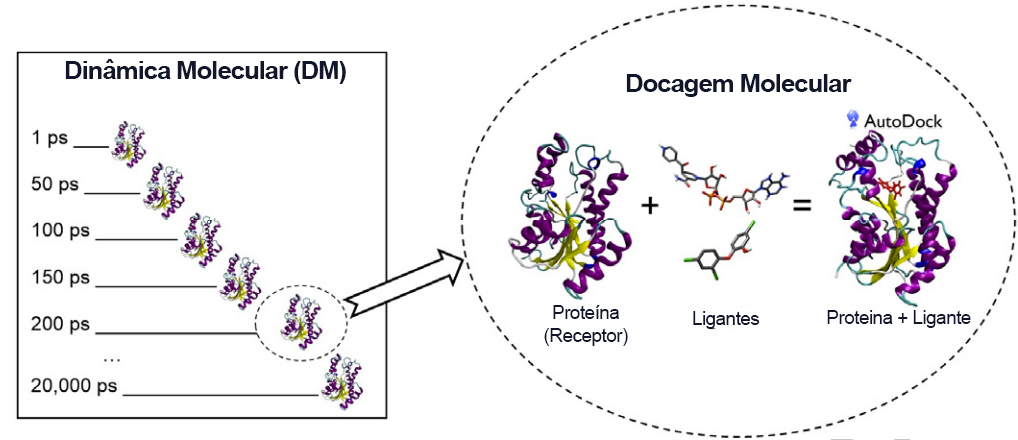 Dinâmica Molecular (DM)
1 ps
50 ps
100 ps
150 ps
200 ps
...
20,000 ps
Docagem Molecular
AutoDock
+
=
Proteína
(Receptor)
Ligantes
Proteina + Ligante